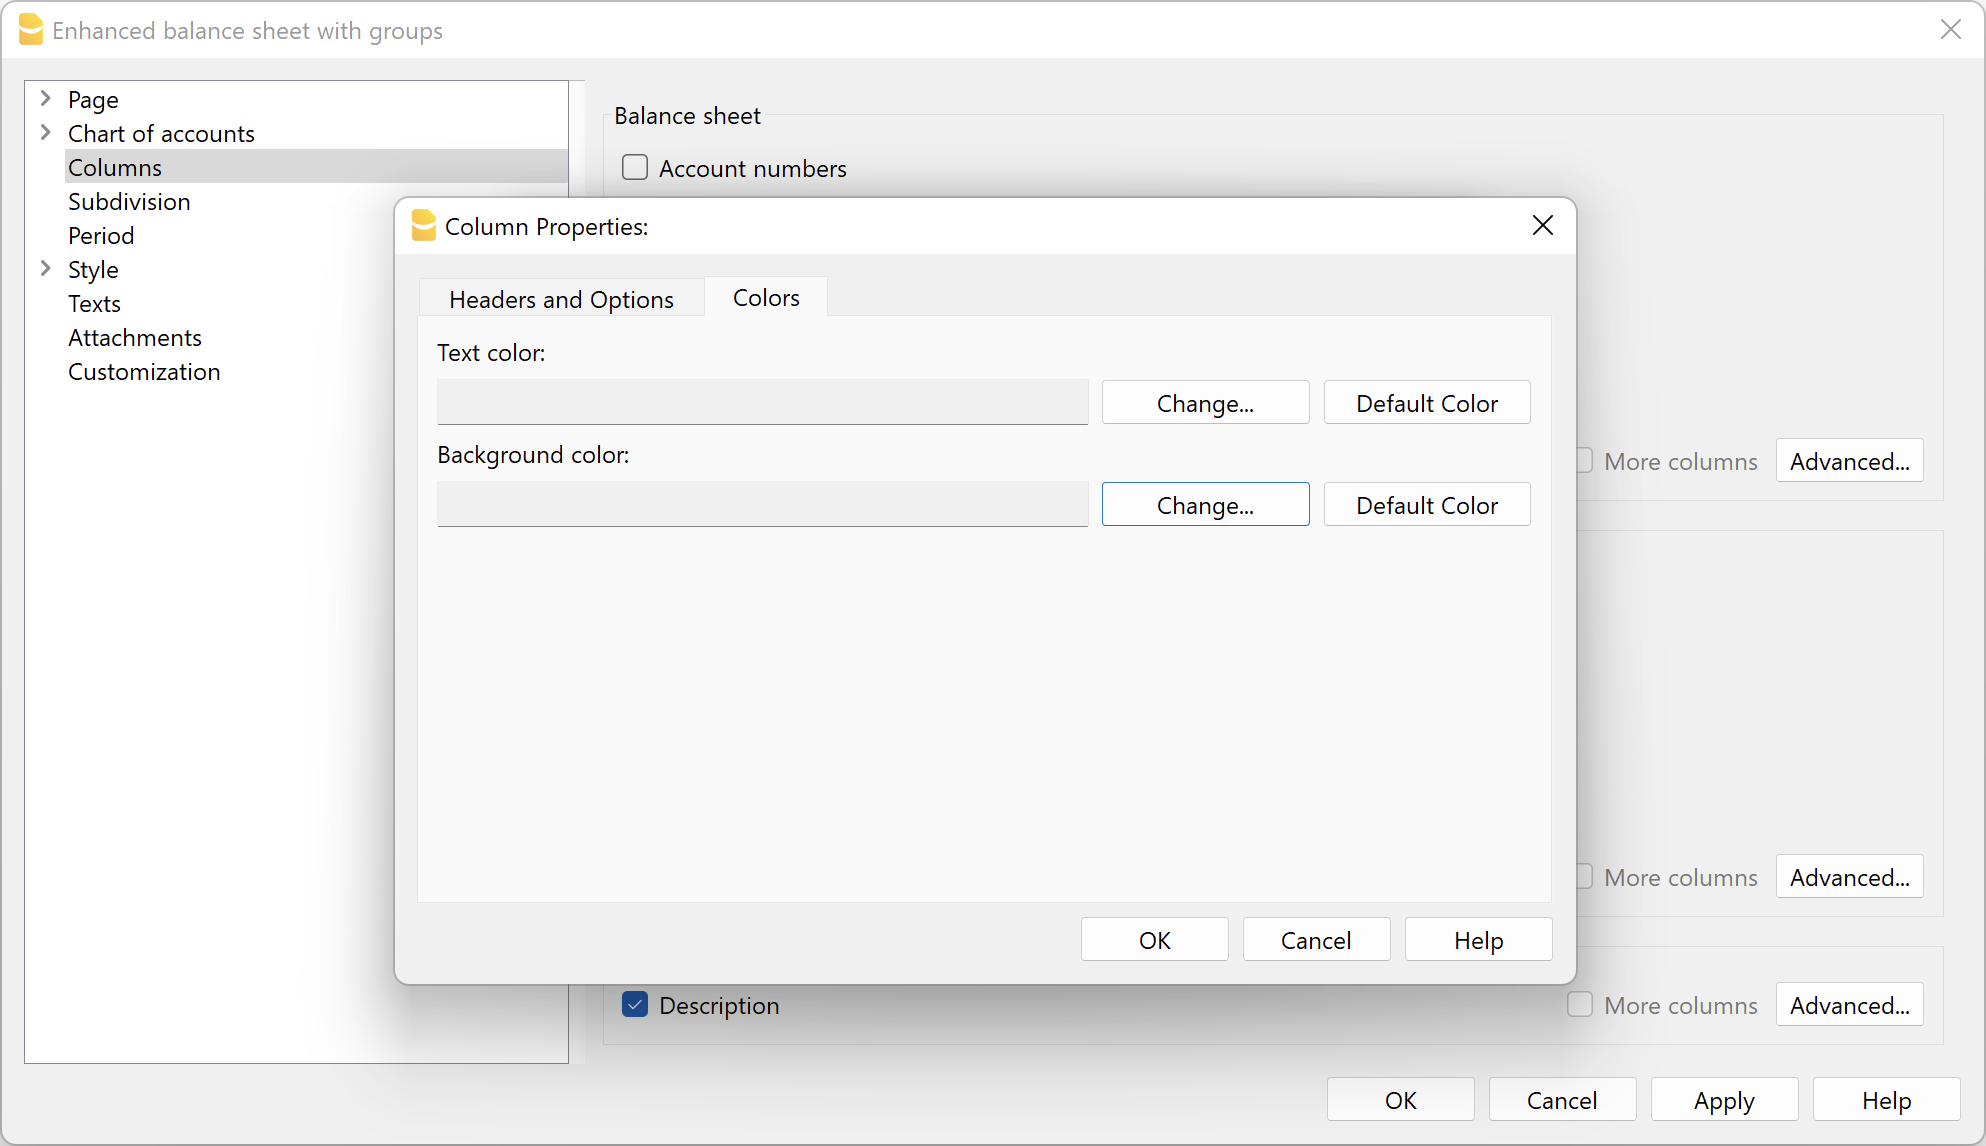 Enhanced balance sheet with groups
Page
Chart of accounts
Columns
Subdivision
Period
Style
Texts
Attachments
Customization
Balance sheet
Account numbers
Column Properties:
Headers and Options
Colors
Text color:
Change...
Default Color
Background color:
Change...
Default Color
OK
Cancel
Help
More columns
Advanced...
More columns
Advanced...
Description
More columns
Advanced...
OK
Cancel
Apply
Help